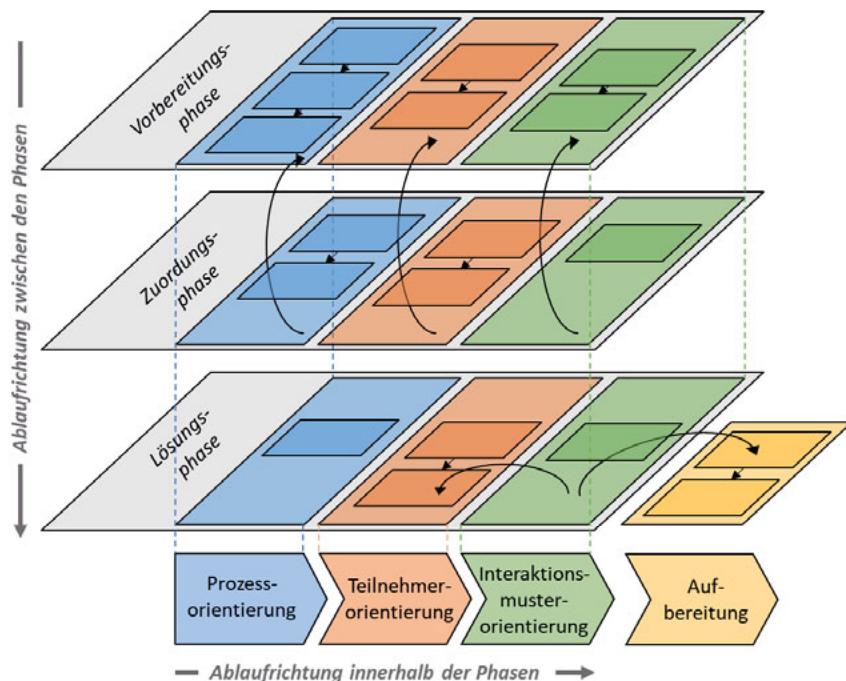 Vorbereitungs-
phase
Zuordungs-
phase
Lösungs-
phase
Ablaufrichtung zwischen den Phasen
Prozess-
orientierung
Teilnehmer-
orientierung
Interaktions-
muster-
orientierung
Auf-
bereitung
Ablaufrichtung innerhalb der Phasen